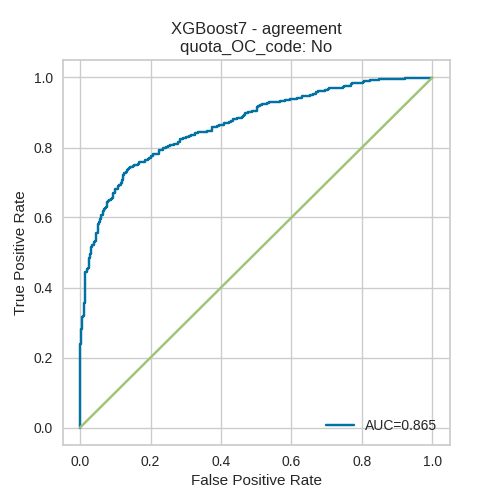 XGBoost7 - agreement
quota_OC_code: No
True Positive Rate
1.0
0.8
0.6
0.4
0.2
0.0
AUC=0.865
0.0 0.2 0.4 0.6 0.8 1.0
False Positive Rate